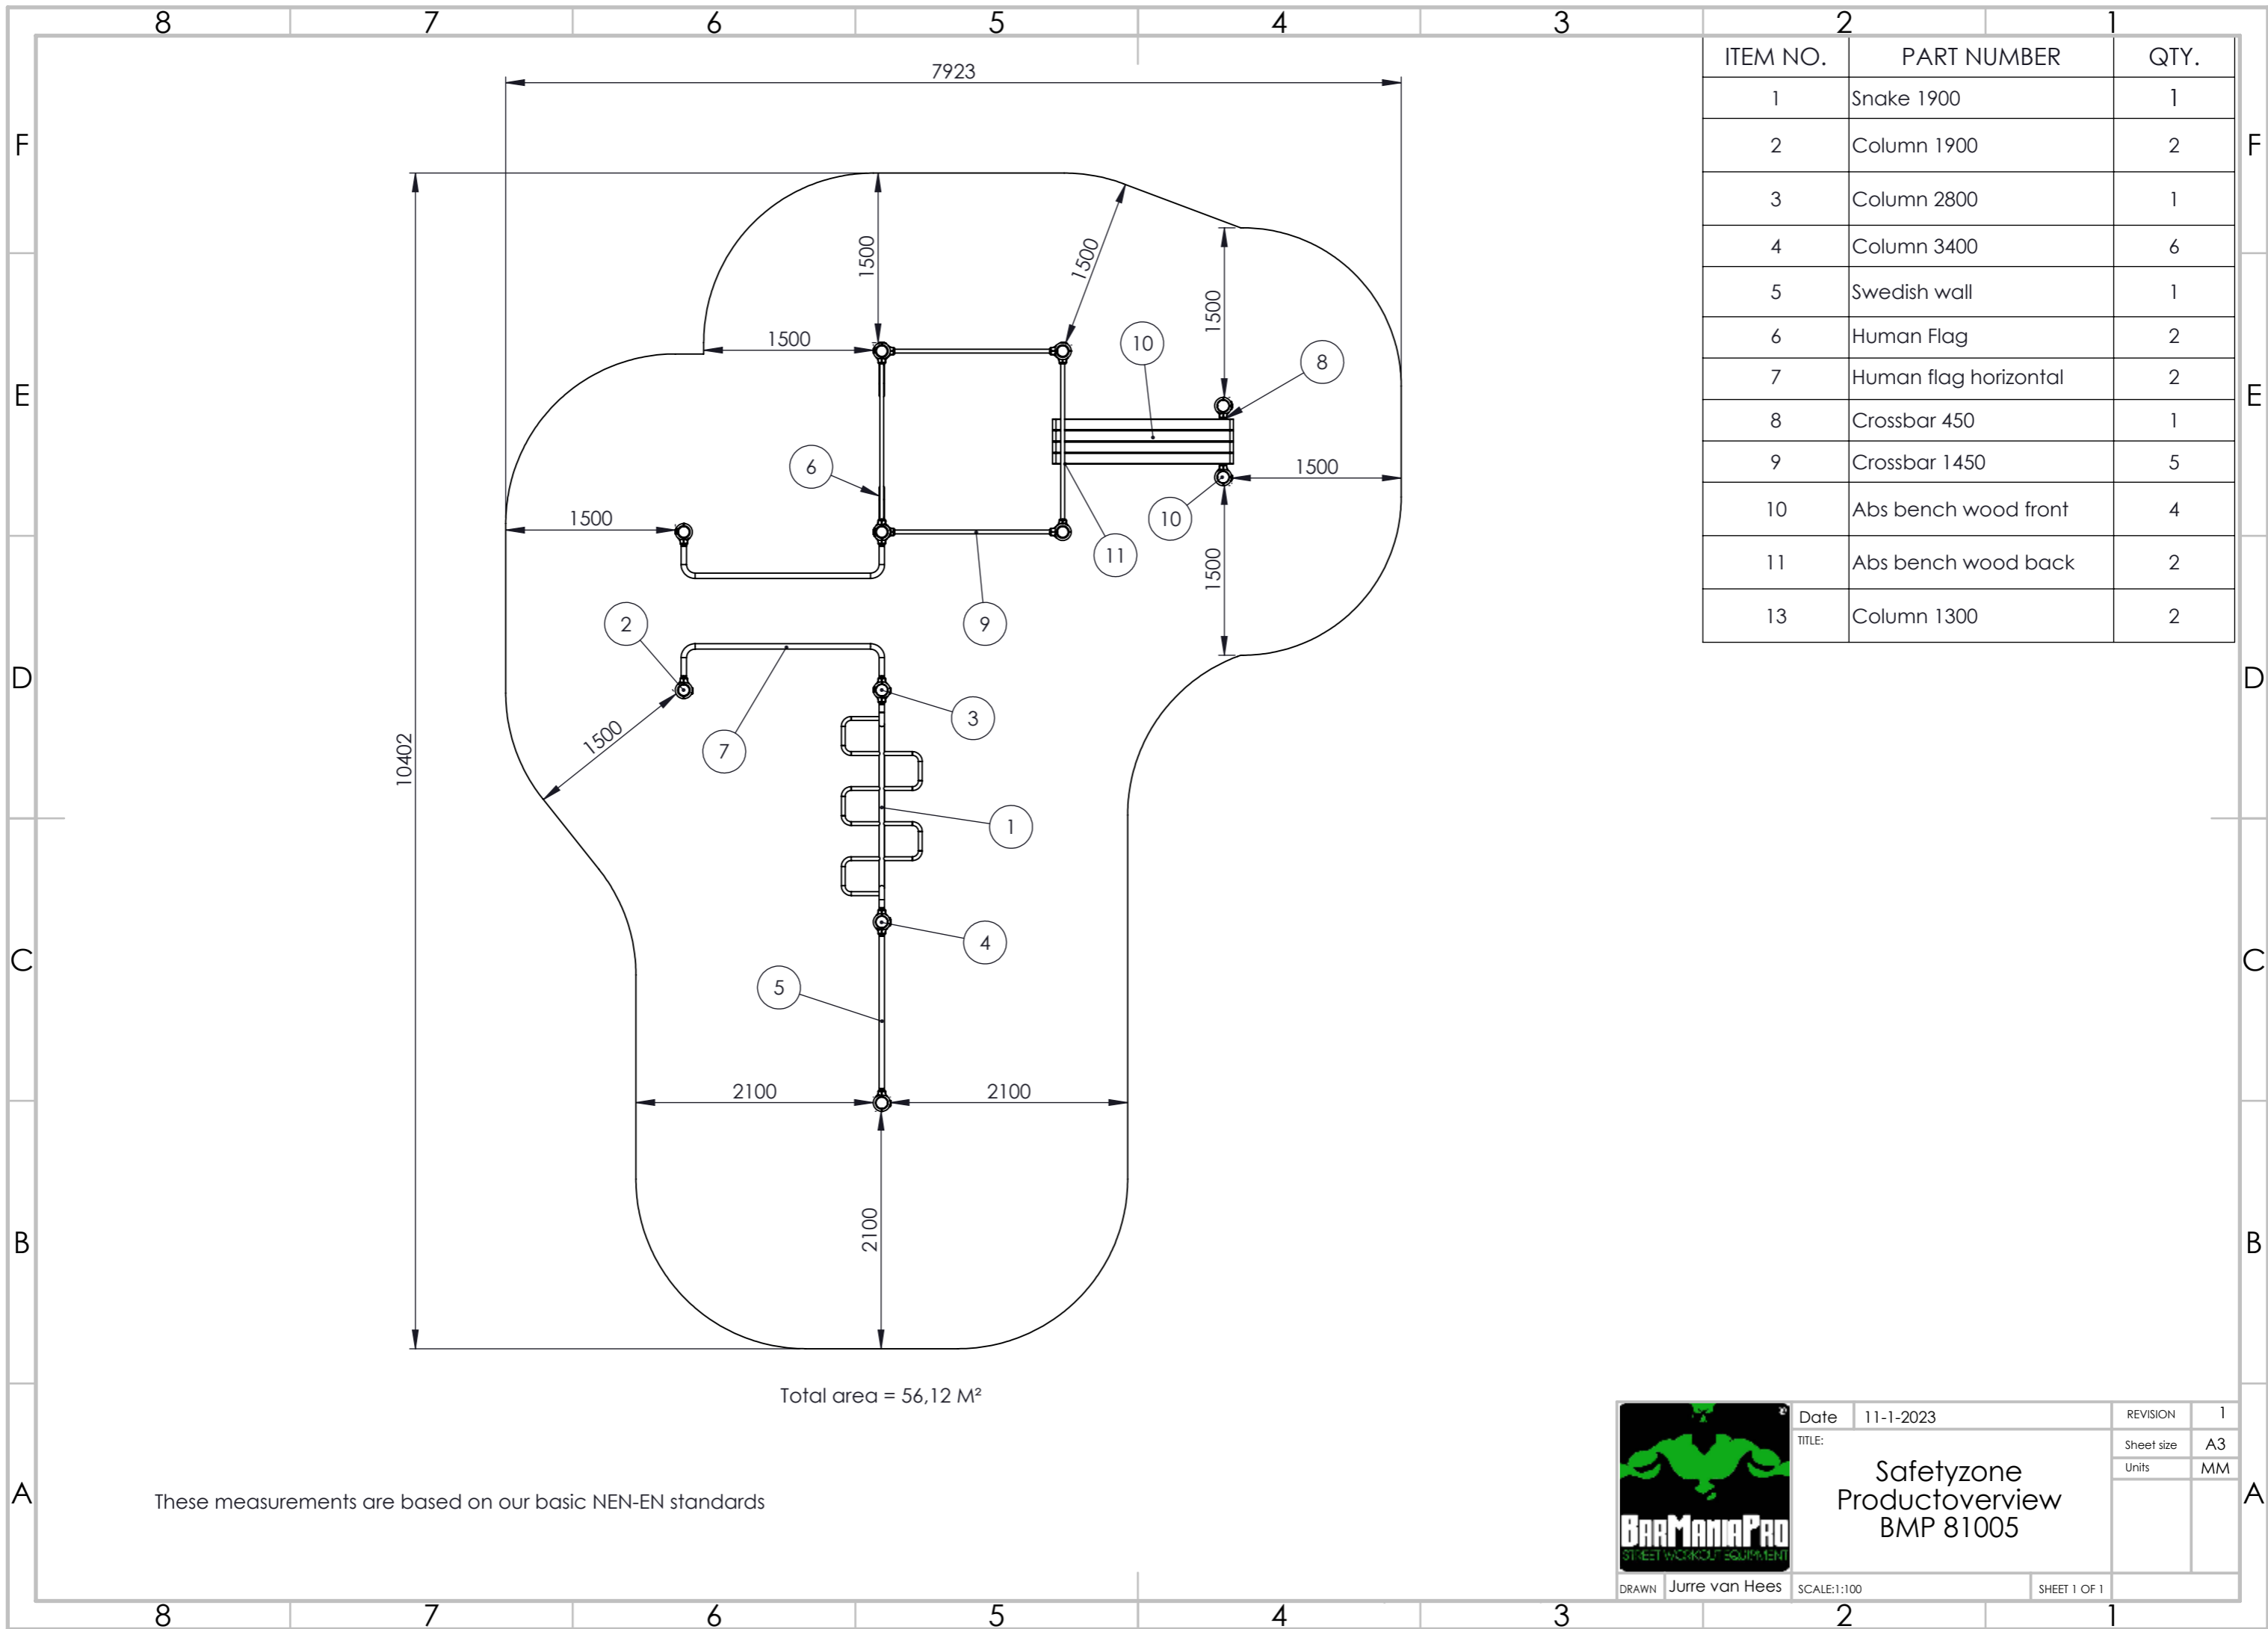 8 7 6 5 4 3 2 1
F
E
D
C
B
A
F
E
D
C
B
A
ITEM NO. PART NUMBER QTY.
1 Snake 1900 1
2 Column 1900 2
3 Column 2800 1
4 Column 3400 6
5 Swedish wall 1
6 Human Flag 2
7 Human flag horizontal 2
8 Crossbar 450 1
9 Crossbar 1450 5
10 Abs bench wood front 4
11 Abs bench wood back 2
13 Column 1300 2
7923
10402
1500
1500
1500
1500
10
8
1500
6
1500
10
11
1500
2
9
3
1500
7
1
4
5
2100
2100
2100
1500
Total area = 56,12 M²
These measurements are based on our basic NEN-EN standards
BARMANIAPRO
STREET WORKOUT EQUIPMENT
Date 11-1-2023
REVISION 1
TITLE:
Safetyzone
Productoverview
BMP 81005
Sheet size A3
Units MM
DRAWN Jurre van Hees
SCALE:1:100
SHEET 1 OF 1
8 7 6 5 4 3 2 1